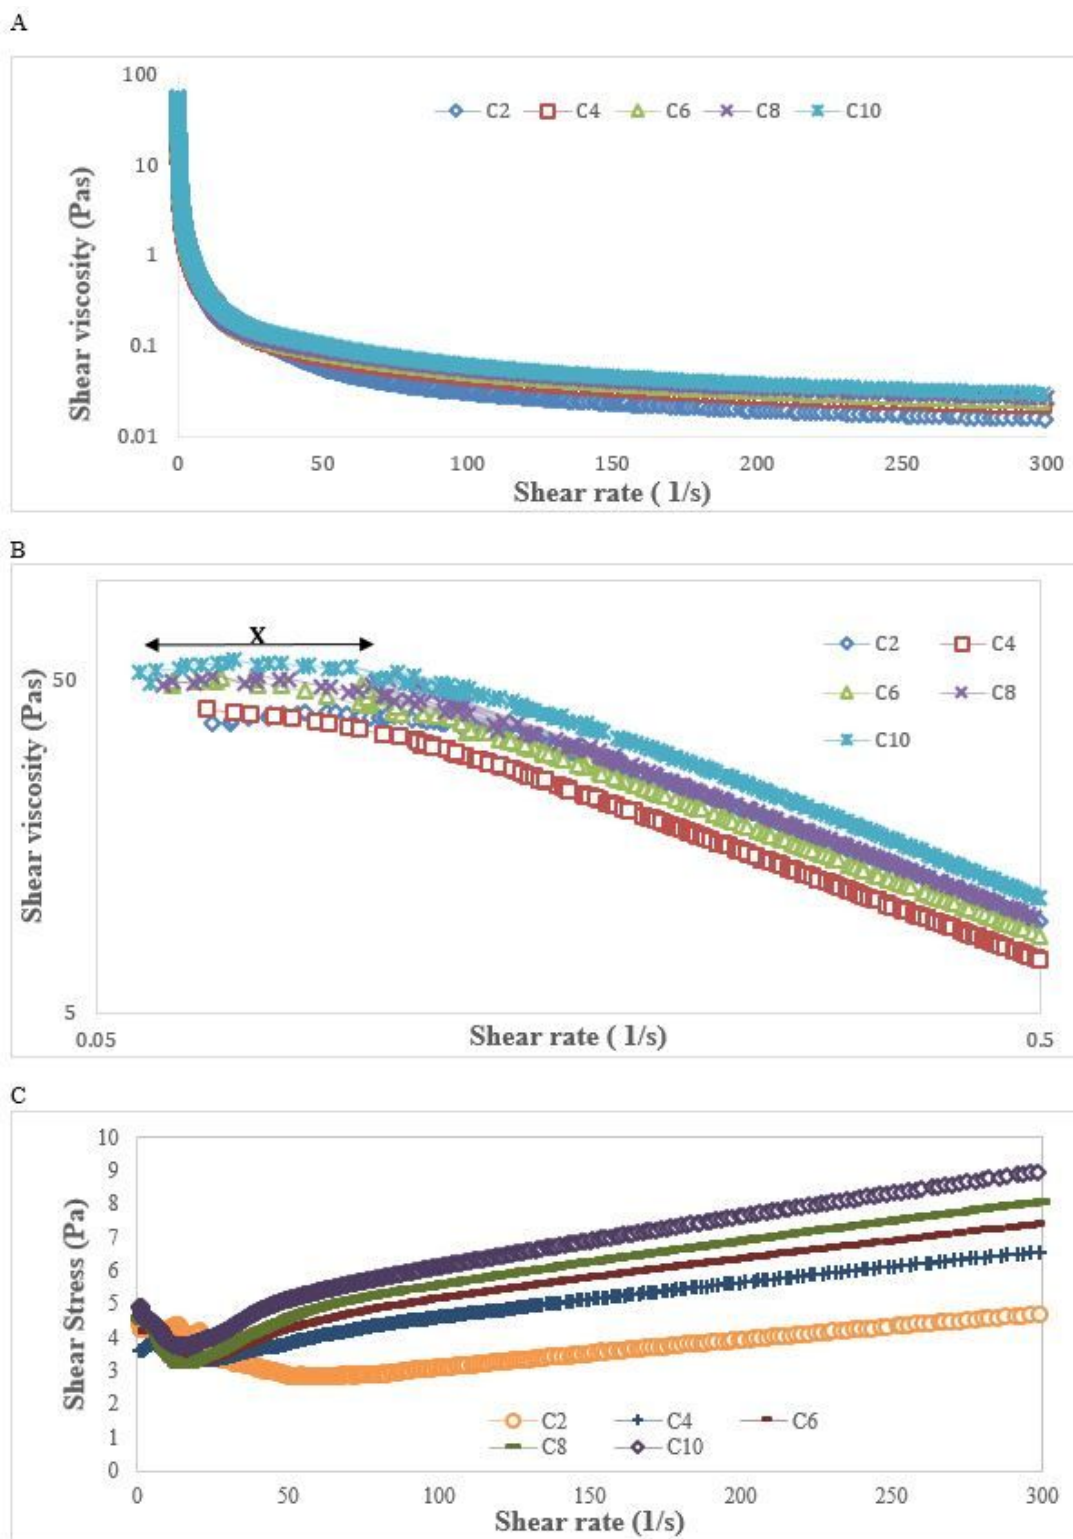 A
100
10
1
0.1
0.01
Shear viscosity (Pas)
C2 C4 C6 C8 C10
0 50 100 150 200 250 300
Shear rate ( 1/s)
B
X
50
5
Shear viscosity (Pas)
C2 C4
C6 C8
C10
0.05 0.5
Shear rate ( 1/s)
C
10
9
8
7
6
5
4
3
2
1
0
Shear Stress (Pa)
C2 C4 C6
C8 C10
0 50 100 150 200 250 300
Shear rate (1/s)